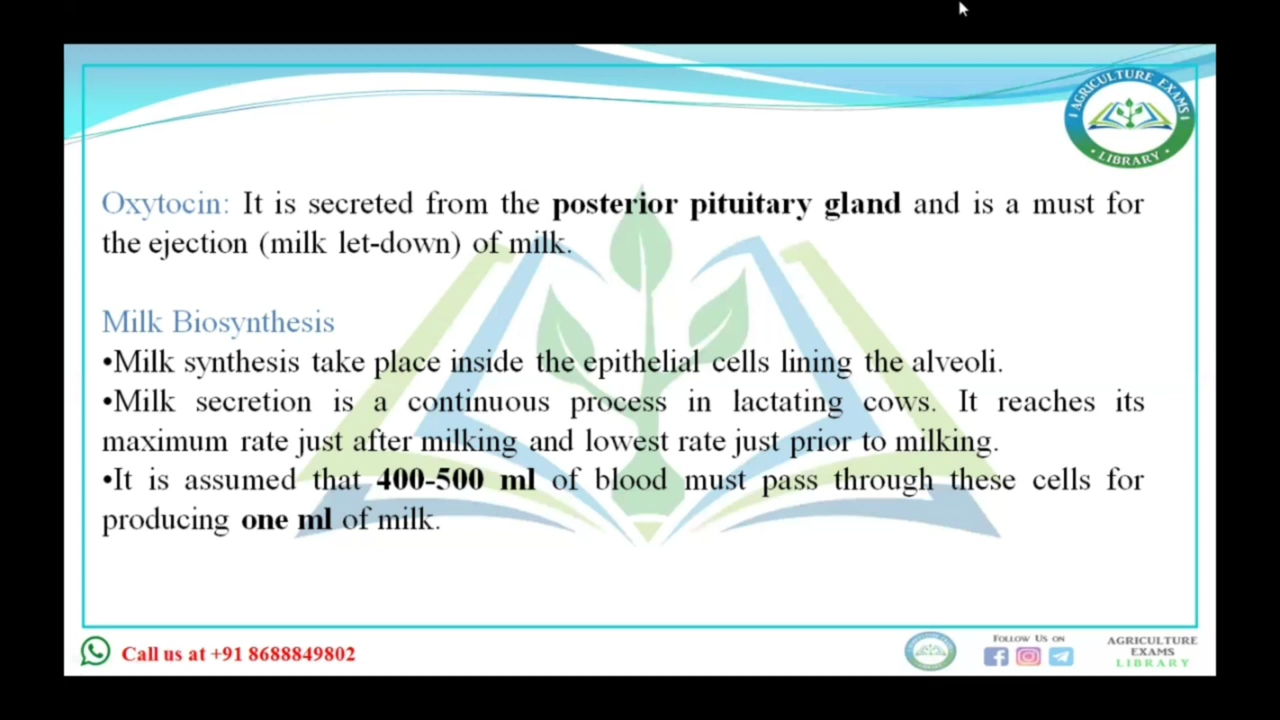 AGRICULTURE EXAMS
LIBRARY
Oxytocin: It is secreted from the posterior pituitary gland and is a must for
the ejection (milk let-down) of milk.
Milk Biosynthesis
•Milk synthesis take place inside the epithelial cells lining the alveoli.
•Milk secretion is a continuous process in lactating cows. It reaches its
maximum rate just after milking and lowest rate just prior to milking.
•It is assumed that 400-500 ml of blood must pass through these cells for
producing one ml of milk.
Call us at +91 8688849802
FOLLOW US ON
AGRICULTURE
EXAMS
LIBRARY